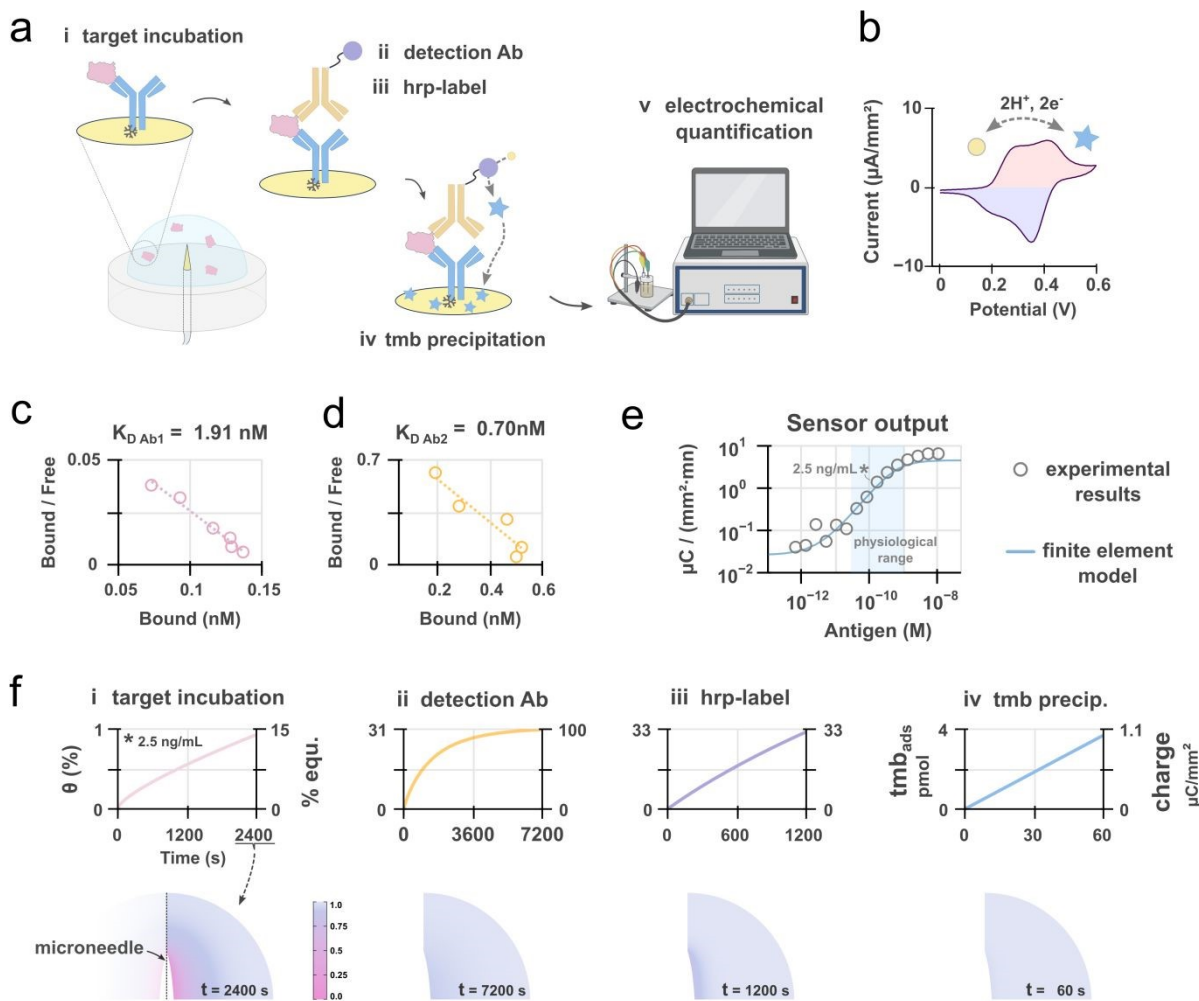 a
i target incubation
ii detection Ab
iii hrp-label
iv tmb precipitation
v electrochemical
quantification
b
2H⁺, 2e⁻
Current (µA/mm²)
10
0
−10
0 0.2 0.4 0.6
Potential (V)
c
K_D Ab1 = 1.91 nM
Bound / Free
0.05
0
0.05 0.1 0.15
Bound (nM)
d
K_D Ab2 = 0.70nM
Bound / Free
0.7
0
0 0.2 0.4 0.6
Bound (nM)
e
Sensor output
µC / (mm²·mn)
10¹
10⁰
10⁻¹
10⁻²
2.5 ng/mL *
physiological
range
10⁻¹² 10⁻¹⁰ 10⁻⁸
Antigen (M)
experimental
results
finite element
model
f
i target incubation
θ (%)
1
0
* 2.5 ng/mL
15
0
% equ.
0 1200 2400
Time (s)
ii detection Ab
31
0
100
0
0 3600 7200
iii hrp-label
33
0
33
0
0 600 1200
iv tmb precip.
tmb_ads
pmol
4
0
1.1
0
charge
µC/mm²
0 30 60
microneedle
t = 2400 s
1.0
0.75
0.5
0.25
0.0
t = 7200 s
t = 1200 s
t = 60 s